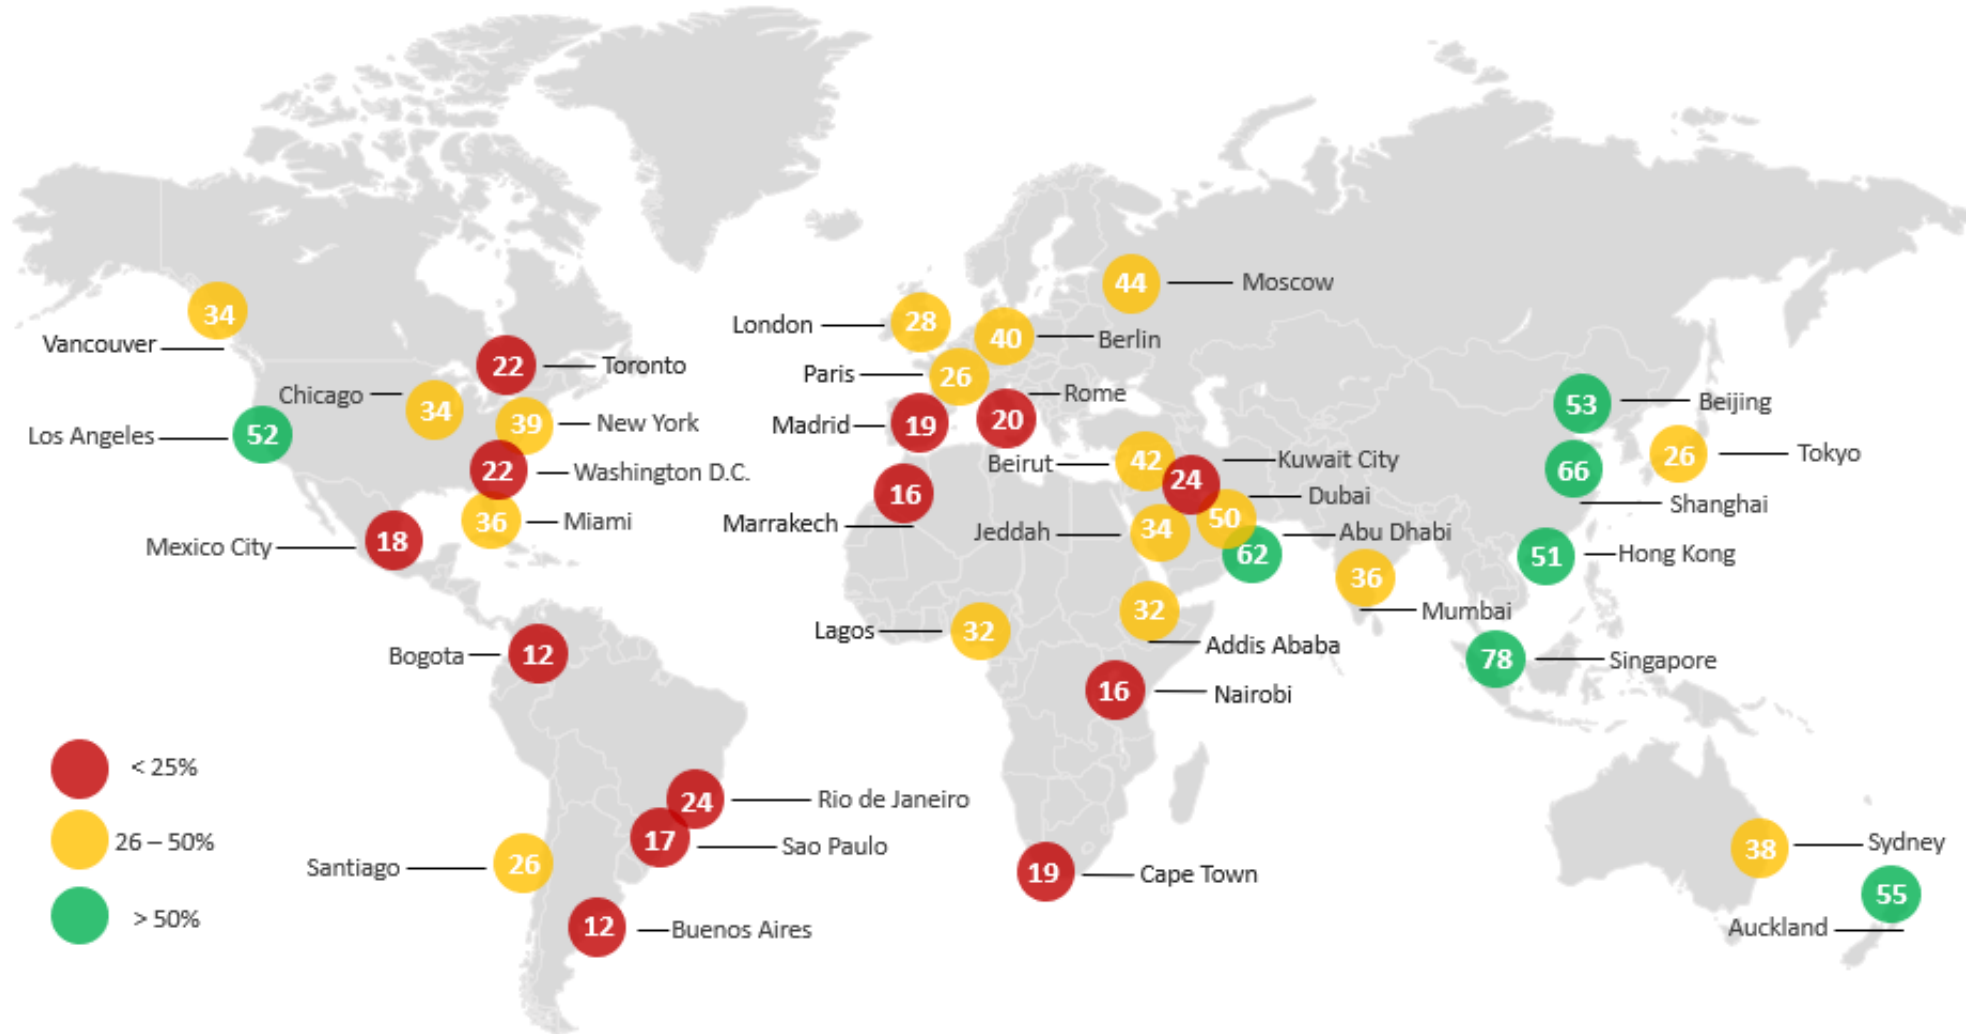 44
Moscow
34
Vancouver
London
28
40
Berlin
22
Toronto
Paris
26
Rome
Chicago
34
39
New York
Madrid
19
20
53
Beijing
Los Angeles
52
22
Washington D.C.
Beirut
42
24
Kuwait City
66
26
Tokyo
Shanghai
16
Marrakech
36
Miami
Dubai
50
Jeddah
34
62
Abu Dhabi
51
Hong Kong
Mexico City
18
36
Mumbai
Lagos
32
32
Addis Ababa
Bogota
12
16
Nairobi
78
Singapore
< 25%
26 – 50%
> 50%
24
Rio de Janeiro
17
Sao Paulo
Santiago
26
12
Buenos Aires
19
Cape Town
38
Sydney
55
Auckland